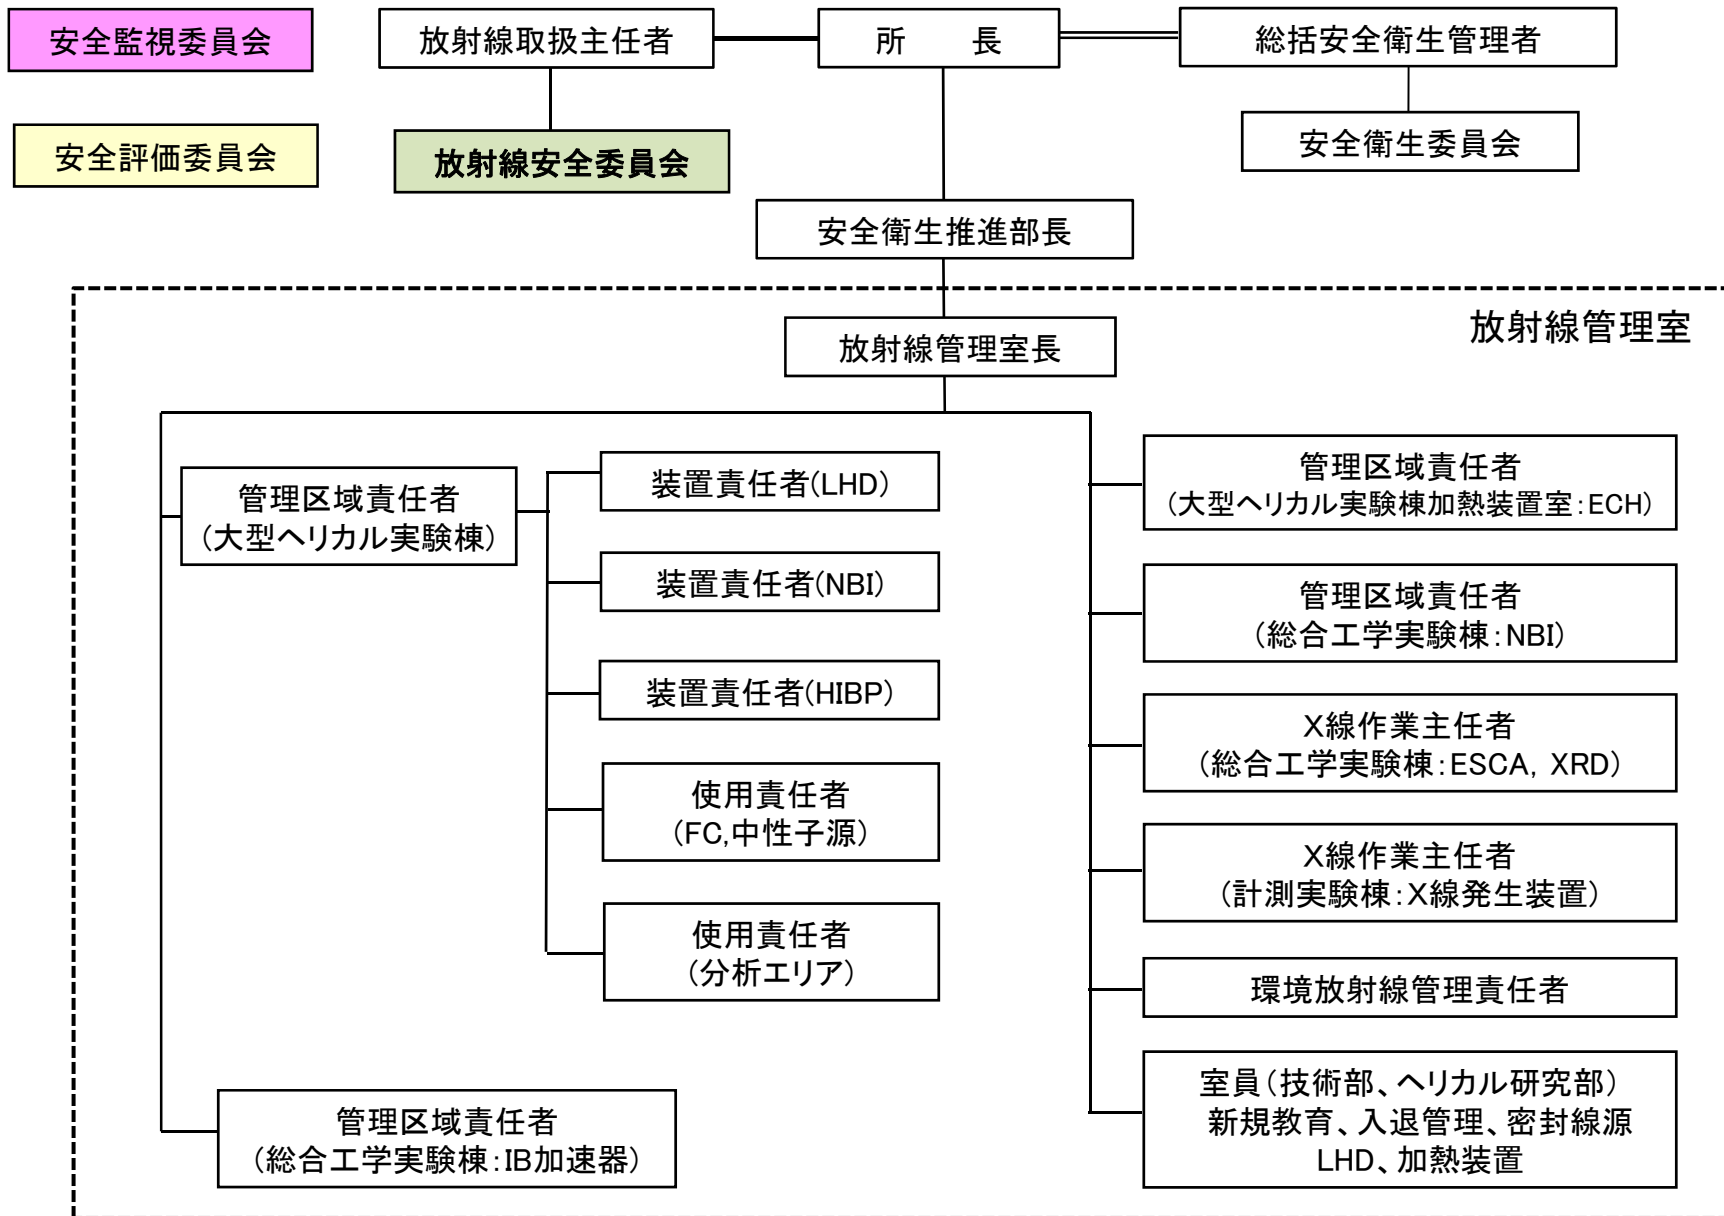 安全監視委員会
放射線取扱主任者
所　　長
総括安全衛生管理者
安全評価委員会
放射線安全委員会
安全衛生委員会
安全衛生推進部長
放射線管理室
放射線管理室長
管理区域責任者
(大型ヘリカル実験棟)
装置責任者(LHD)
装置責任者(NBI)
装置責任者(HIBP)
使用責任者
(FC,中性子源)
使用責任者
(分析エリア)
管理区域責任者
(総合工学実験棟:IB加速器)
管理区域責任者
(大型ヘリカル実験棟加熱装置室:ECH)
管理区域責任者
(総合工学実験棟:NBI)
X線作業主任者
(総合工学実験棟:ESCA, XRD)
X線作業主任者
(計測実験棟:X線発生装置)
環境放射線管理責任者
室員(技術部、ヘリカル研究部)
新規教育、入退管理、密封線源
LHD、加熱装置